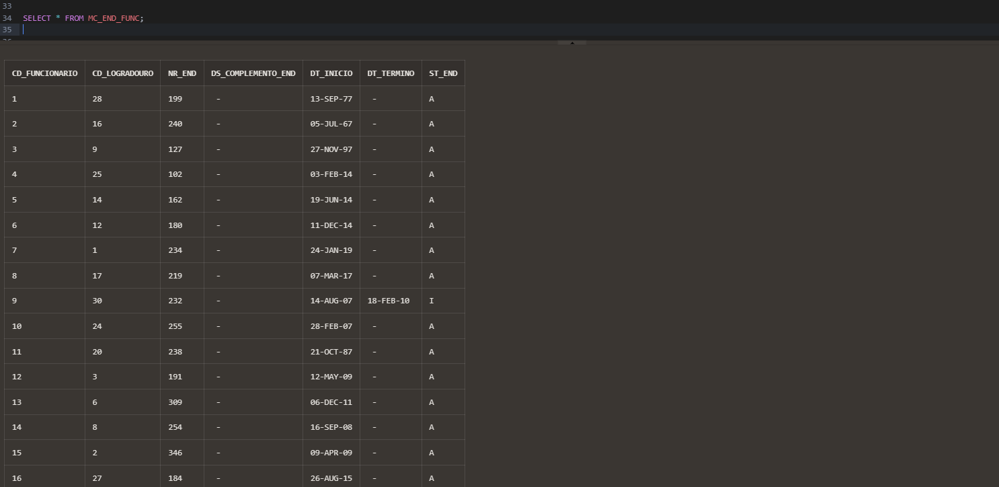 33
34 SELECT * FROM MC_END_FUNC;
35
CD_FUNCIONARIO CD_LOGRADOURO NR_END DS_COMPLEMENTO_END DT_INICIO DT_TERMINO ST_END
1 28 199 - 13-SEP-77 - A
2 16 240 - 05-JUL-67 - A
3 9 127 - 27-NOV-97 - A
4 25 102 - 03-FEB-14 - A
5 14 162 - 19-JUN-14 - A
6 12 180 - 11-DEC-14 - A
7 1 234 - 24-JAN-19 - A
8 17 219 - 07-MAR-17 - A
9 30 232 - 14-AUG-07 18-FEB-10 I
10 24 255 - 28-FEB-07 - A
11 20 238 - 21-OCT-87 - A
12 3 191 - 12-MAY-09 - A
13 6 309 - 06-DEC-11 - A
14 8 254 - 16-SEP-08 - A
15 2 346 - 09-APR-09 - A
16 27 184 - 26-AUG-15 - A